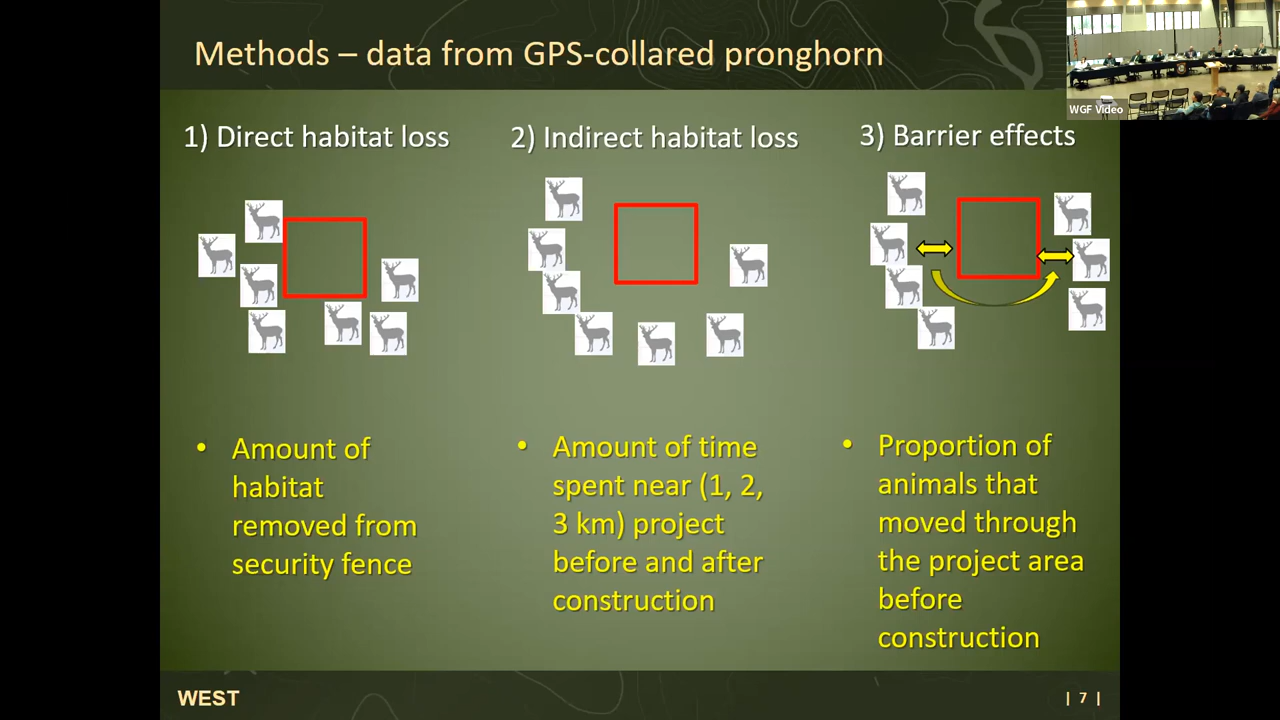 Methods – data from GPS-collared pronghorn
WGF Video
1) Direct habitat loss
2) Indirect habitat loss
3) Barrier effects
• Amount of
habitat
removed from
security fence
• Amount of time
spent near (1, 2,
3 km) project
before and after
construction
• Proportion of
animals that
moved through
the project area
before
construction
WEST
| 7 |